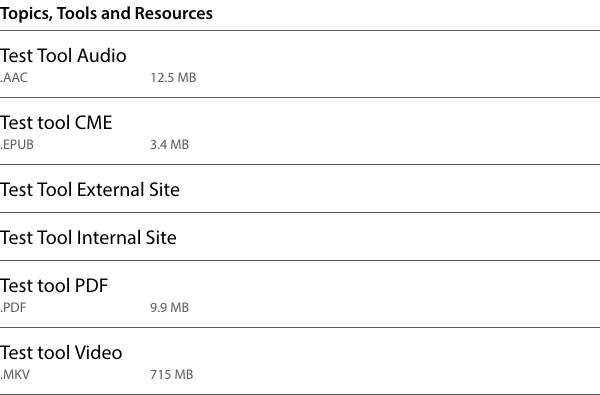 Topics, Tools and Resources
Test Tool Audio
.AAC 12.5 MB
Test tool CME
.EPUB 3.4 MB
Test Tool External Site
Test Tool Internal Site
Test tool PDF
.PDF 9.9 MB
Test tool Video
.MKV 715 MB